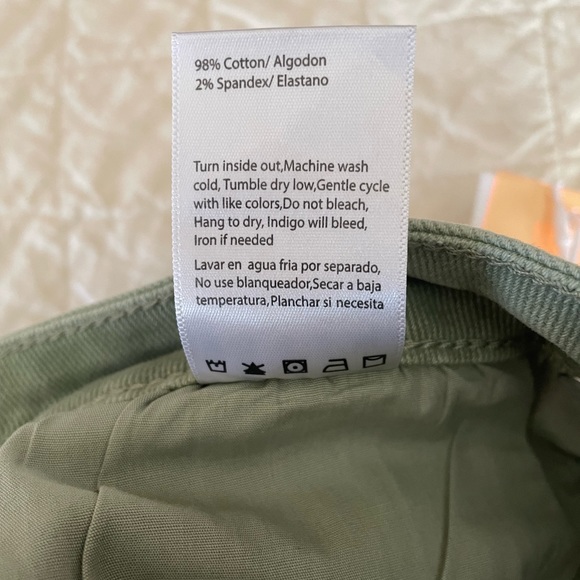 98% Cotton/ Algodon
2% Spandex/ Elastano
Turn inside out,Machine wash
cold, Tumble dry low,Gentle cycle
with like colors,Do not bleach,
Hang to dry, Indigo will bleed,
Iron if needed
Lavar en agua fria por separado,
No use blanqueador,Secar a baja
temperatura,Planchar si necesita